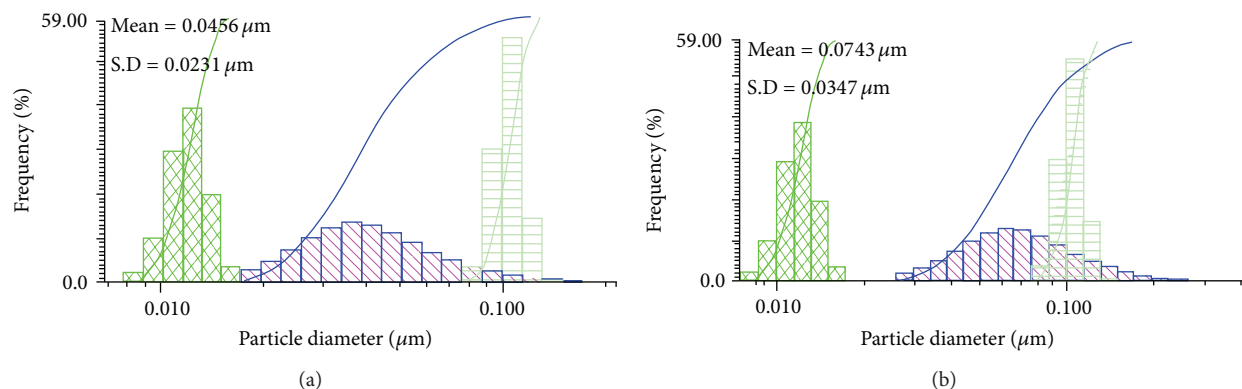 59.00
Mean = 0.0456 μm
S.D = 0.0231 μm
Frequency (%)
0.0
0.010
0.100
Particle diameter (μm)
(a)
59.00
Mean = 0.0743 μm
S.D = 0.0347 μm
Frequency (%)
0.0
0.010
0.100
Particle diameter (μm)
(b)